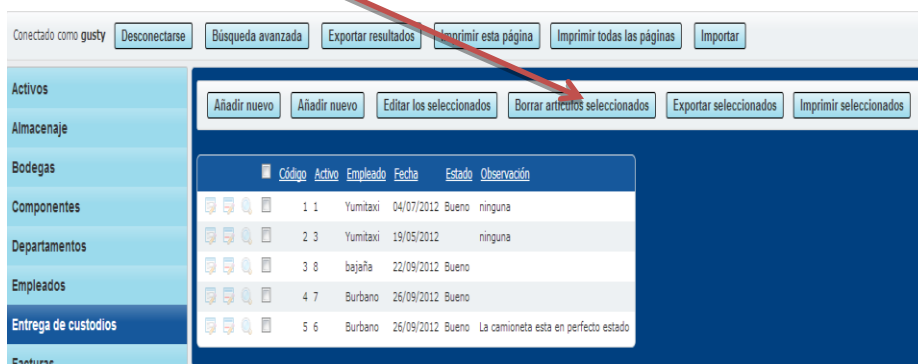 Conectado como gusty Desconectarse Búsqueda avanzada Exportar resultados Imprimir esta página Imprimir todas las páginas Importar
Activos
Almacenaje
Bodegas
Componentes
Departamentos
Empleados
Entrega de custodios
Facturas
Añadir nuevo Añadir nuevo Editar los seleccionados Borrar artículos seleccionados Exportar seleccionados Imprimir seleccionados
Código Activo Empleado Fecha Estado Observación
1 1 Yumitaxi 04/07/2012 Bueno ninguna
2 3 Yumitaxi 19/05/2012 ninguna
3 8 bajaña 22/09/2012 Bueno
4 7 Burbano 26/09/2012 Bueno
5 6 Burbano 26/09/2012 Bueno La camioneta esta en perfecto estado